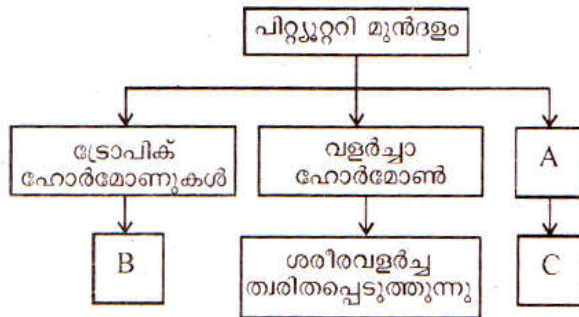 പിറ്റ്യൂറ്ററി മുൻദളം
ട്രോപിക്
ഹോർമോണുകൾ
വളർച്ചാ
ഹോർമോൺ
A
B
ശരീരവളർച്ച
ത്വരിതപ്പെടുത്തുന്നു
C